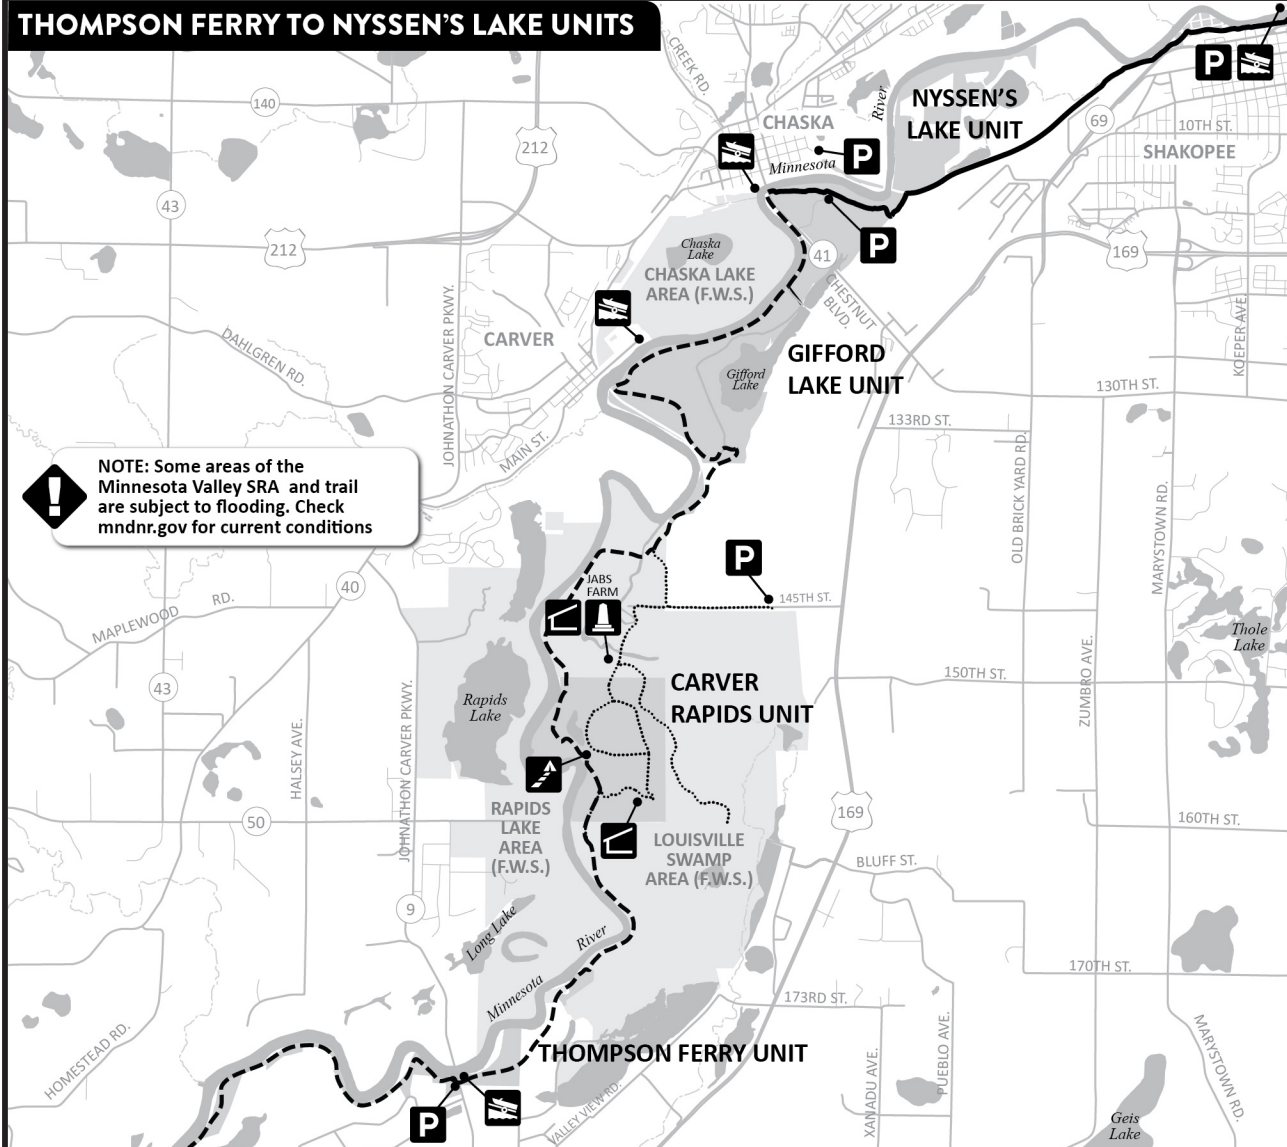 THOMPSON FERRY TO NYSSEN'S LAKE UNITS
CREEK RD.
P
140
River
NYSSEN'S
LAKE UNIT
69
10TH ST.
CHASKA
212
P
SHAKOPEE
Minnesota
43
212
P
169
Chaska
Lake
41
CHASKA LAKE
AREA (F.W.S.)
CHESTNUT
BLVD.
JOHNATHON CARVER PKWY.
DAHLGREN RD.
CARVER
KOEPER AVE.
GIFFORD
LAKE UNIT
Gifford
Lake
130TH ST.
133RD ST.
MAIN ST.
OLD BRICK YARD RD.
MARYSTOWN RD.
NOTE: Some areas of the
Minnesota Valley SRA and trail
are subject to flooding. Check
mndnr.gov for current conditions
!
P
40
JABS
FARM
145TH ST.
MAPLEWOOD RD.
Thole
Lake
43
CARVER
RAPIDS UNIT
150TH ST.
ZUMBRO AVE.
Rapids
Lake
HALSEY AVE.
JOHNATHON CARVER PKWY.
RAPIDS
LAKE
AREA
(F.W.S.)
169
50
160TH ST.
LOUISVILLE
SWAMP
AREA (F.W.S.)
BLUFF ST.
9
Long Lake
River
Minnesota
170TH ST.
173RD ST.
HOMESTEAD RD.
THOMPSON FERRY UNIT
XANADU AVE.
PUEBLO AVE.
MARYSTOWN RD.
VALLEY VIEW RD.
P
Geis
Lake